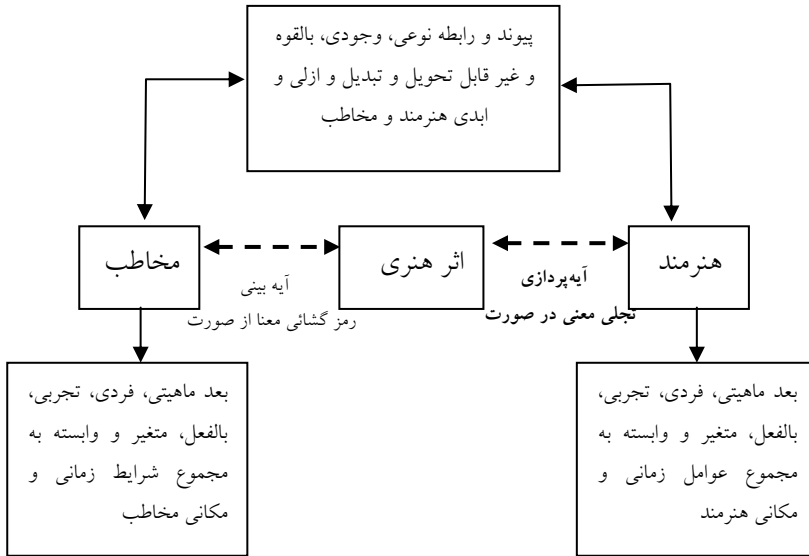 پیوند و رابطه نوعی، وجودی، بالقوه
و غیر قابل تحویل و تبدیل و ازلی و
ابدی هنرمند و مخاطب
هنرمند
آیه‌پردازی
تجلی معنی در صورت
اثر هنری
آیه بینی
رمز گشائی معنا از صورت
مخاطب
بعد ماهیتی، فردی، تجربی،
بالفعل، متغیر و وابسته به
مجموع عوامل زمانی و
مکانی هنرمند
بعد ماهیتی، فردی، تجربی،
بالفعل، متغیر و وابسته به
مجموع شرایط زمانی و
مکانی مخاطب